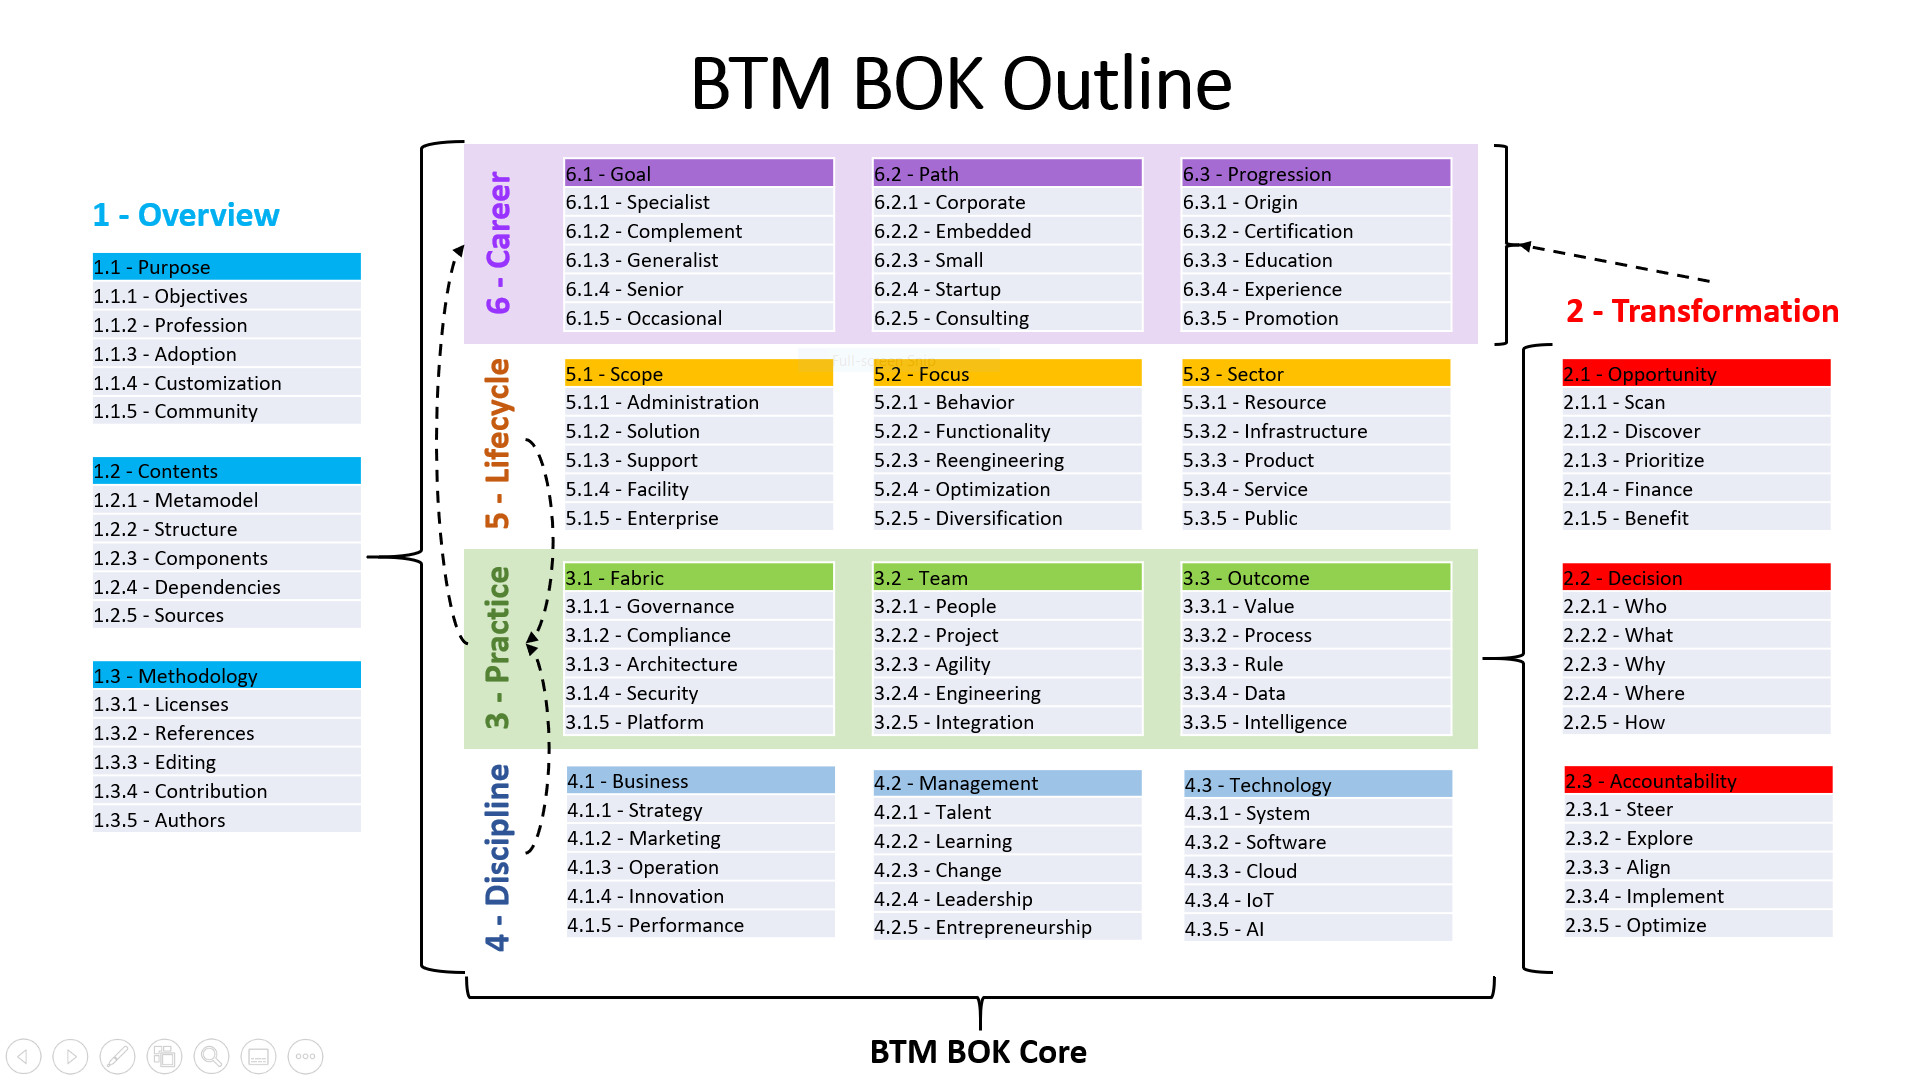 BTM BOK Outline
1 - Overview
1.1 - Purpose
1.1.1 - Objectives
1.1.2 - Profession
1.1.3 - Adoption
1.1.4 - Customization
1.1.5 - Community
1.2 - Contents
1.2.1 - Metamodel
1.2.2 - Structure
1.2.3 - Components
1.2.4 - Dependencies
1.2.5 - Sources
1.3 - Methodology
1.3.1 - Licenses
1.3.2 - References
1.3.3 - Editing
1.3.4 - Contribution
1.3.5 - Authors
6 - Career
6.1 - Goal
6.1.1 - Specialist
6.1.2 - Complement
6.1.3 - Generalist
6.1.4 - Senior
6.1.5 - Occasional
6.2 - Path
6.2.1 - Corporate
6.2.2 - Embedded
6.2.3 - Small
6.2.4 - Startup
6.2.5 - Consulting
6.3 - Progression
6.3.1 - Origin
6.3.2 - Certification
6.3.3 - Education
6.3.4 - Experience
6.3.5 - Promotion
Full-screen Snip
5 - Lifecycle
5.1 - Scope
5.1.1 - Administration
5.1.2 - Solution
5.1.3 - Support
5.1.4 - Facility
5.1.5 - Enterprise
5.2 - Focus
5.2.1 - Behavior
5.2.2 - Functionality
5.2.3 - Reengineering
5.2.4 - Optimization
5.2.5 - Diversification
5.3 - Sector
5.3.1 - Resource
5.3.2 - Infrastructure
5.3.3 - Product
5.3.4 - Service
5.3.5 - Public
3 - Practice
3.1 - Fabric
3.1.1 - Governance
3.1.2 - Compliance
3.1.3 - Architecture
3.1.4 - Security
3.1.5 - Platform
3.2 - Team
3.2.1 - People
3.2.2 - Project
3.2.3 - Agility
3.2.4 - Engineering
3.2.5 - Integration
3.3 - Outcome
3.3.1 - Value
3.3.2 - Process
3.3.3 - Rule
3.3.4 - Data
3.3.5 - Intelligence
4 - Discipline
4.1 - Business
4.1.1 - Strategy
4.1.2 - Marketing
4.1.3 - Operation
4.1.4 - Innovation
4.1.5 - Performance
4.2 - Management
4.2.1 - Talent
4.2.2 - Learning
4.2.3 - Change
4.2.4 - Leadership
4.2.5 - Entrepreneurship
4.3 - Technology
4.3.1 - System
4.3.2 - Software
4.3.3 - Cloud
4.3.4 - IoT
4.3.5 - AI
2 - Transformation
2.1 - Opportunity
2.1.1 - Scan
2.1.2 - Discover
2.1.3 - Prioritize
2.1.4 - Finance
2.1.5 - Benefit
2.2 - Decision
2.2.1 - Who
2.2.2 - What
2.2.3 - Why
2.2.4 - Where
2.2.5 - How
2.3 - Accountability
2.3.1 - Steer
2.3.2 - Explore
2.3.3 - Align
2.3.4 - Implement
2.3.5 - Optimize
BTM BOK Core